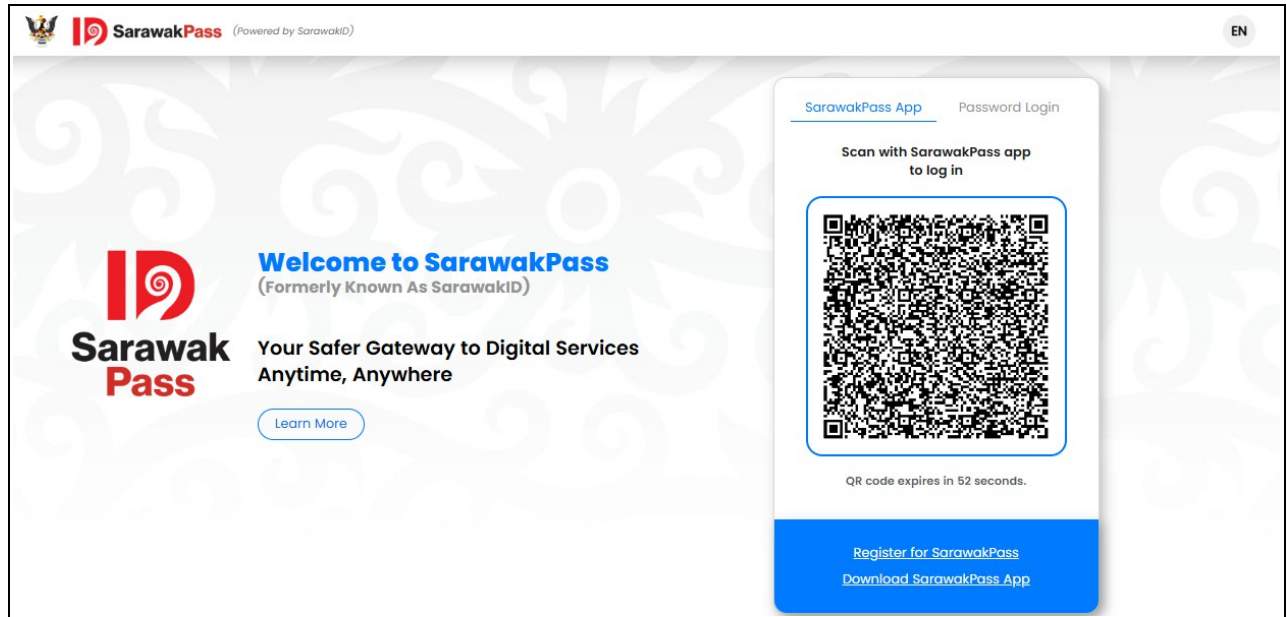 SarawakPass (Powered by SarawakID)
EN
SarawakPass App Password Login
Scan with SarawakPass app
to log in
Sarawak
Pass
Welcome to SarawakPass
(Formerly Known As SarawakID)
Your Safer Gateway to Digital Services
Anytime, Anywhere
Learn More
QR code expires in 52 seconds.
Register for SarawakPass
Download SarawakPass App